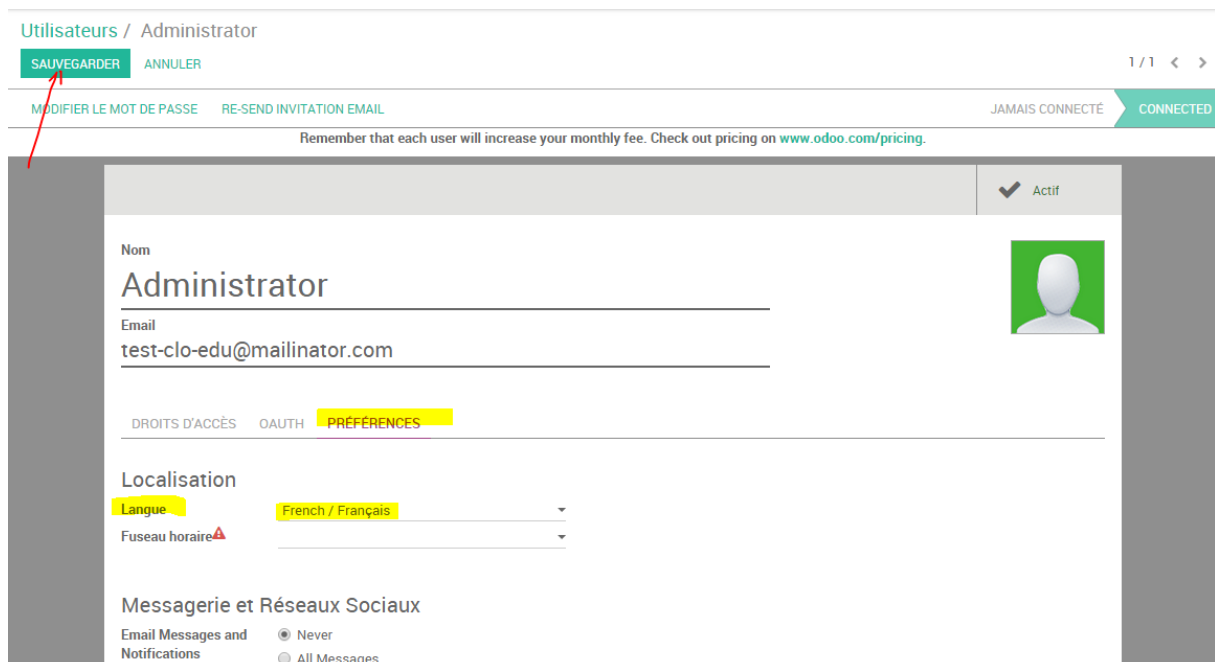 Utilisateurs / Administrator
SAUVEGARDER ANNULER
1 / 1
MODIFIER LE MOT DE PASSE RE-SEND INVITATION EMAIL JAMAIS CONNECTÉ CONNECTED
Remember that each user will increase your monthly fee. Check out pricing on www.odoo.com/pricing.
Actif
Nom
Administrator
Email
test-clo-edu@mailinator.com
DROITS D'ACCÈS OAUTH PRÉFÉRENCES
Localisation
Langue French / Français
Fuseau horaire
Messagerie et Réseaux Sociaux
Email Messages and Notifications
Never
All Messages